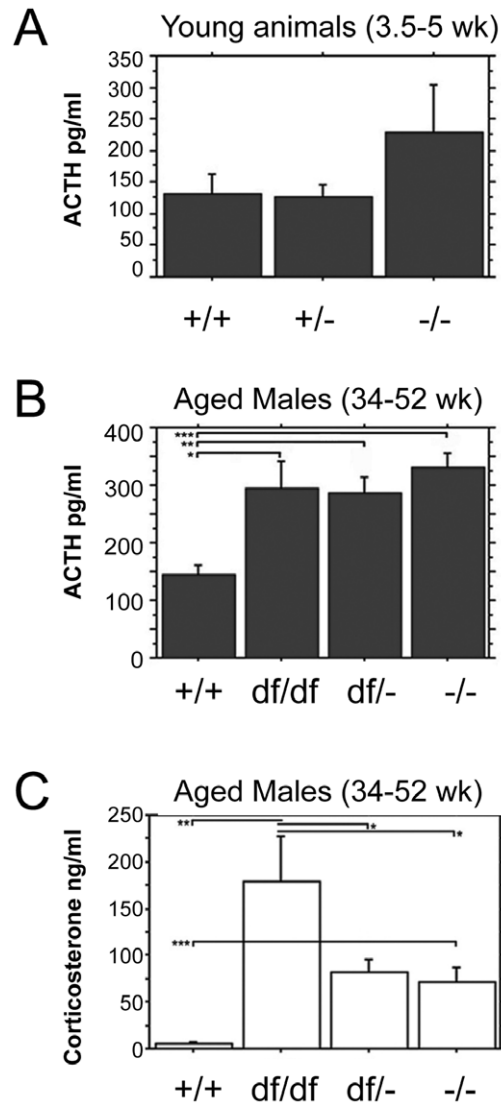 A
Young animals (3.5-5 wk)
ACTH pg/ml
350
300
250
200
150
100
50
0
+/+ +/- -/-
B
Aged Males (34-52 wk)
ACTH pg/ml
400
300
200
100
0
***
**
*
+/+ df/df df/- -/-
C
Aged Males (34-52 wk)
Corticosterone ng/ml
250
200
150
100
50
0
** * *
***
+/+ df/df df/- -/-